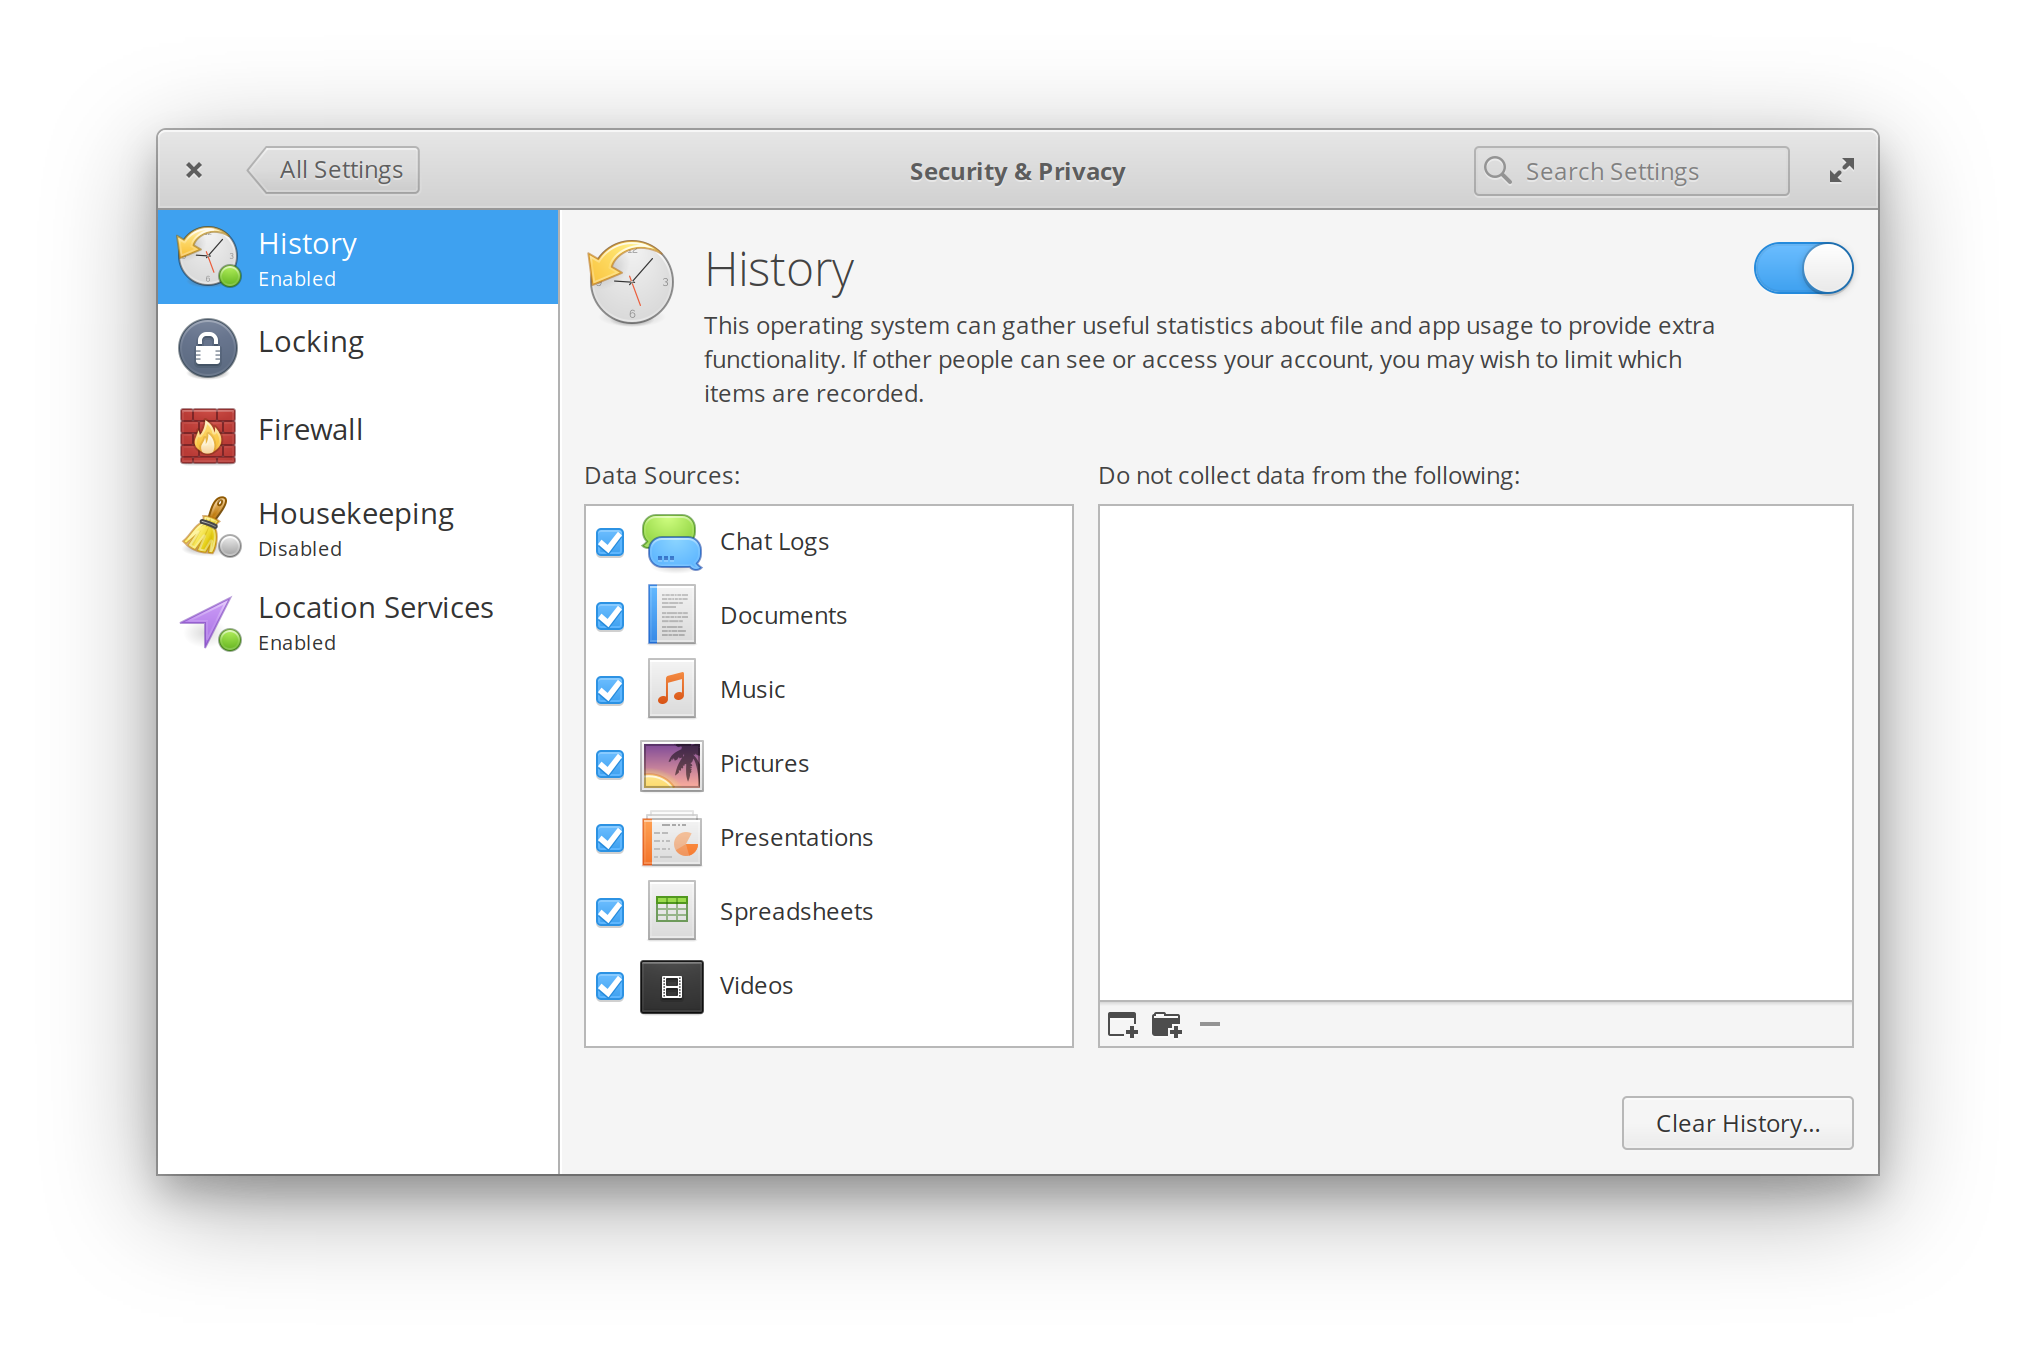 All Settings
Security & Privacy
Search Settings
History
Enabled
Locking
Firewall
Housekeeping
Disabled
Location Services
Enabled
History
This operating system can gather useful statistics about file and app usage to provide extra
functionality. If other people can see or access your account, you may wish to limit which
items are recorded.
Data Sources:
Chat Logs
Documents
Music
Pictures
Presentations
Spreadsheets
Videos
Do not collect data from the following:
Clear History...